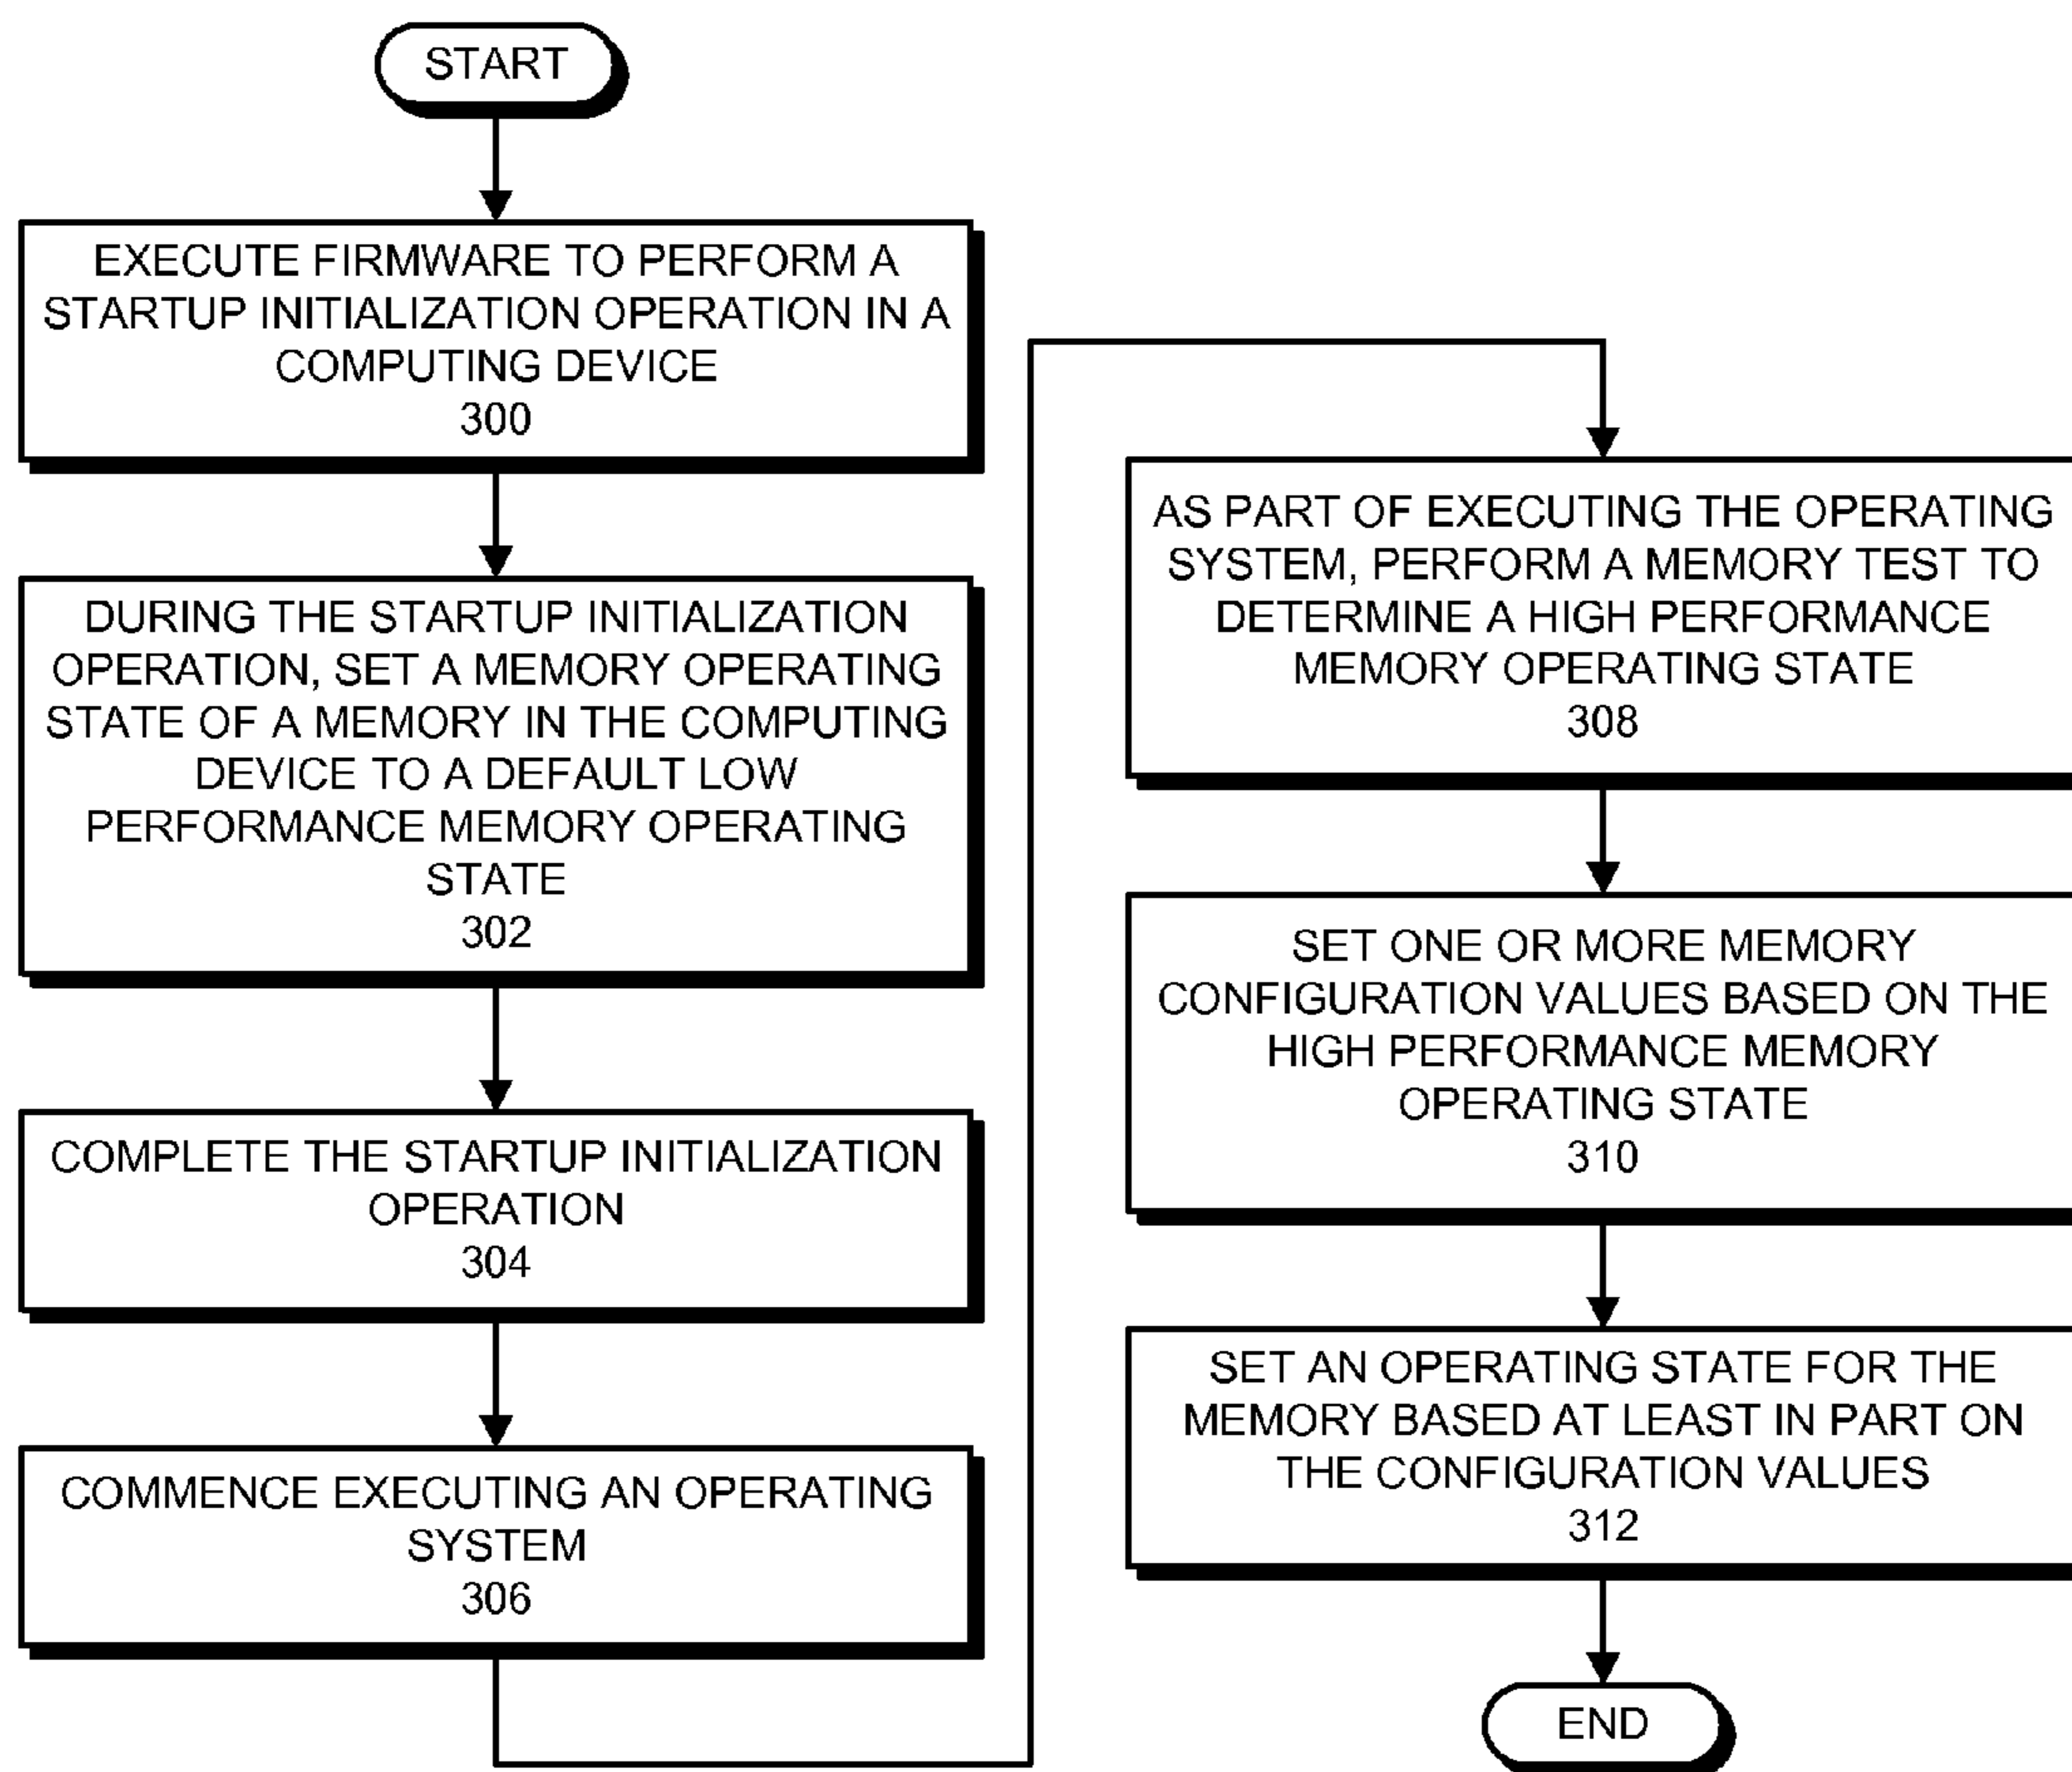 START
EXECUTE FIRMWARE TO PERFORM A
STARTUP INITIALIZATION OPERATION IN A
COMPUTING DEVICE
300
DURING THE STARTUP INITIALIZATION
OPERATION, SET A MEMORY OPERATING
STATE OF A MEMORY IN THE COMPUTING
DEVICE TO A DEFAULT LOW
PERFORMANCE MEMORY OPERATING
STATE
302
COMPLETE THE STARTUP INITIALIZATION
OPERATION
304
COMMENCE EXECUTING AN OPERATING
SYSTEM
306
AS PART OF EXECUTING THE OPERATING
SYSTEM, PERFORM A MEMORY TEST TO
DETERMINE A HIGH PERFORMANCE
MEMORY OPERATING STATE
308
SET ONE OR MORE MEMORY
CONFIGURATION VALUES BASED ON THE
HIGH PERFORMANCE MEMORY
OPERATING STATE
310
SET AN OPERATING STATE FOR THE
MEMORY BASED AT LEAST IN PART ON
THE CONFIGURATION VALUES
312
END